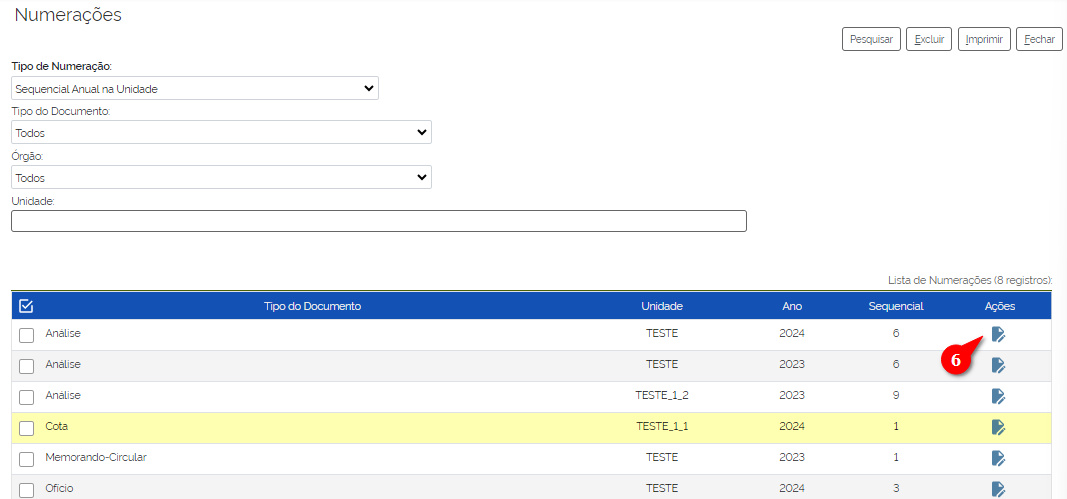 Numerações
Pesquisar Excluir Imprimir Fechar
Tipo de Numeração:
Sequencial Anual na Unidade
Tipo do Documento:
Todos
Órgão:
Todos
Unidade:
Lista de Numerações (8 registros):
Tipo do Documento Unidade Ano Sequencial Ações
Análise TESTE 2024 6
6
Análise TESTE 2023 6
Análise TESTE_1_2 2023 9
Cota TESTE_1_1 2024 1
Memorando-Circular TESTE 2023 1
Ofício TESTE 2024 3